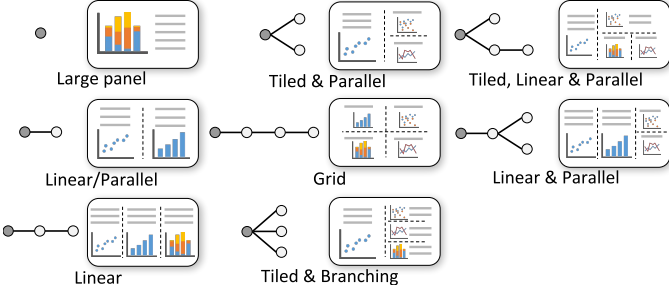 Large panel
Tiled & Parallel
Tiled, Linear & Parallel
Linear/Parallel
Grid
Linear & Parallel
Linear
Tiled & Branching